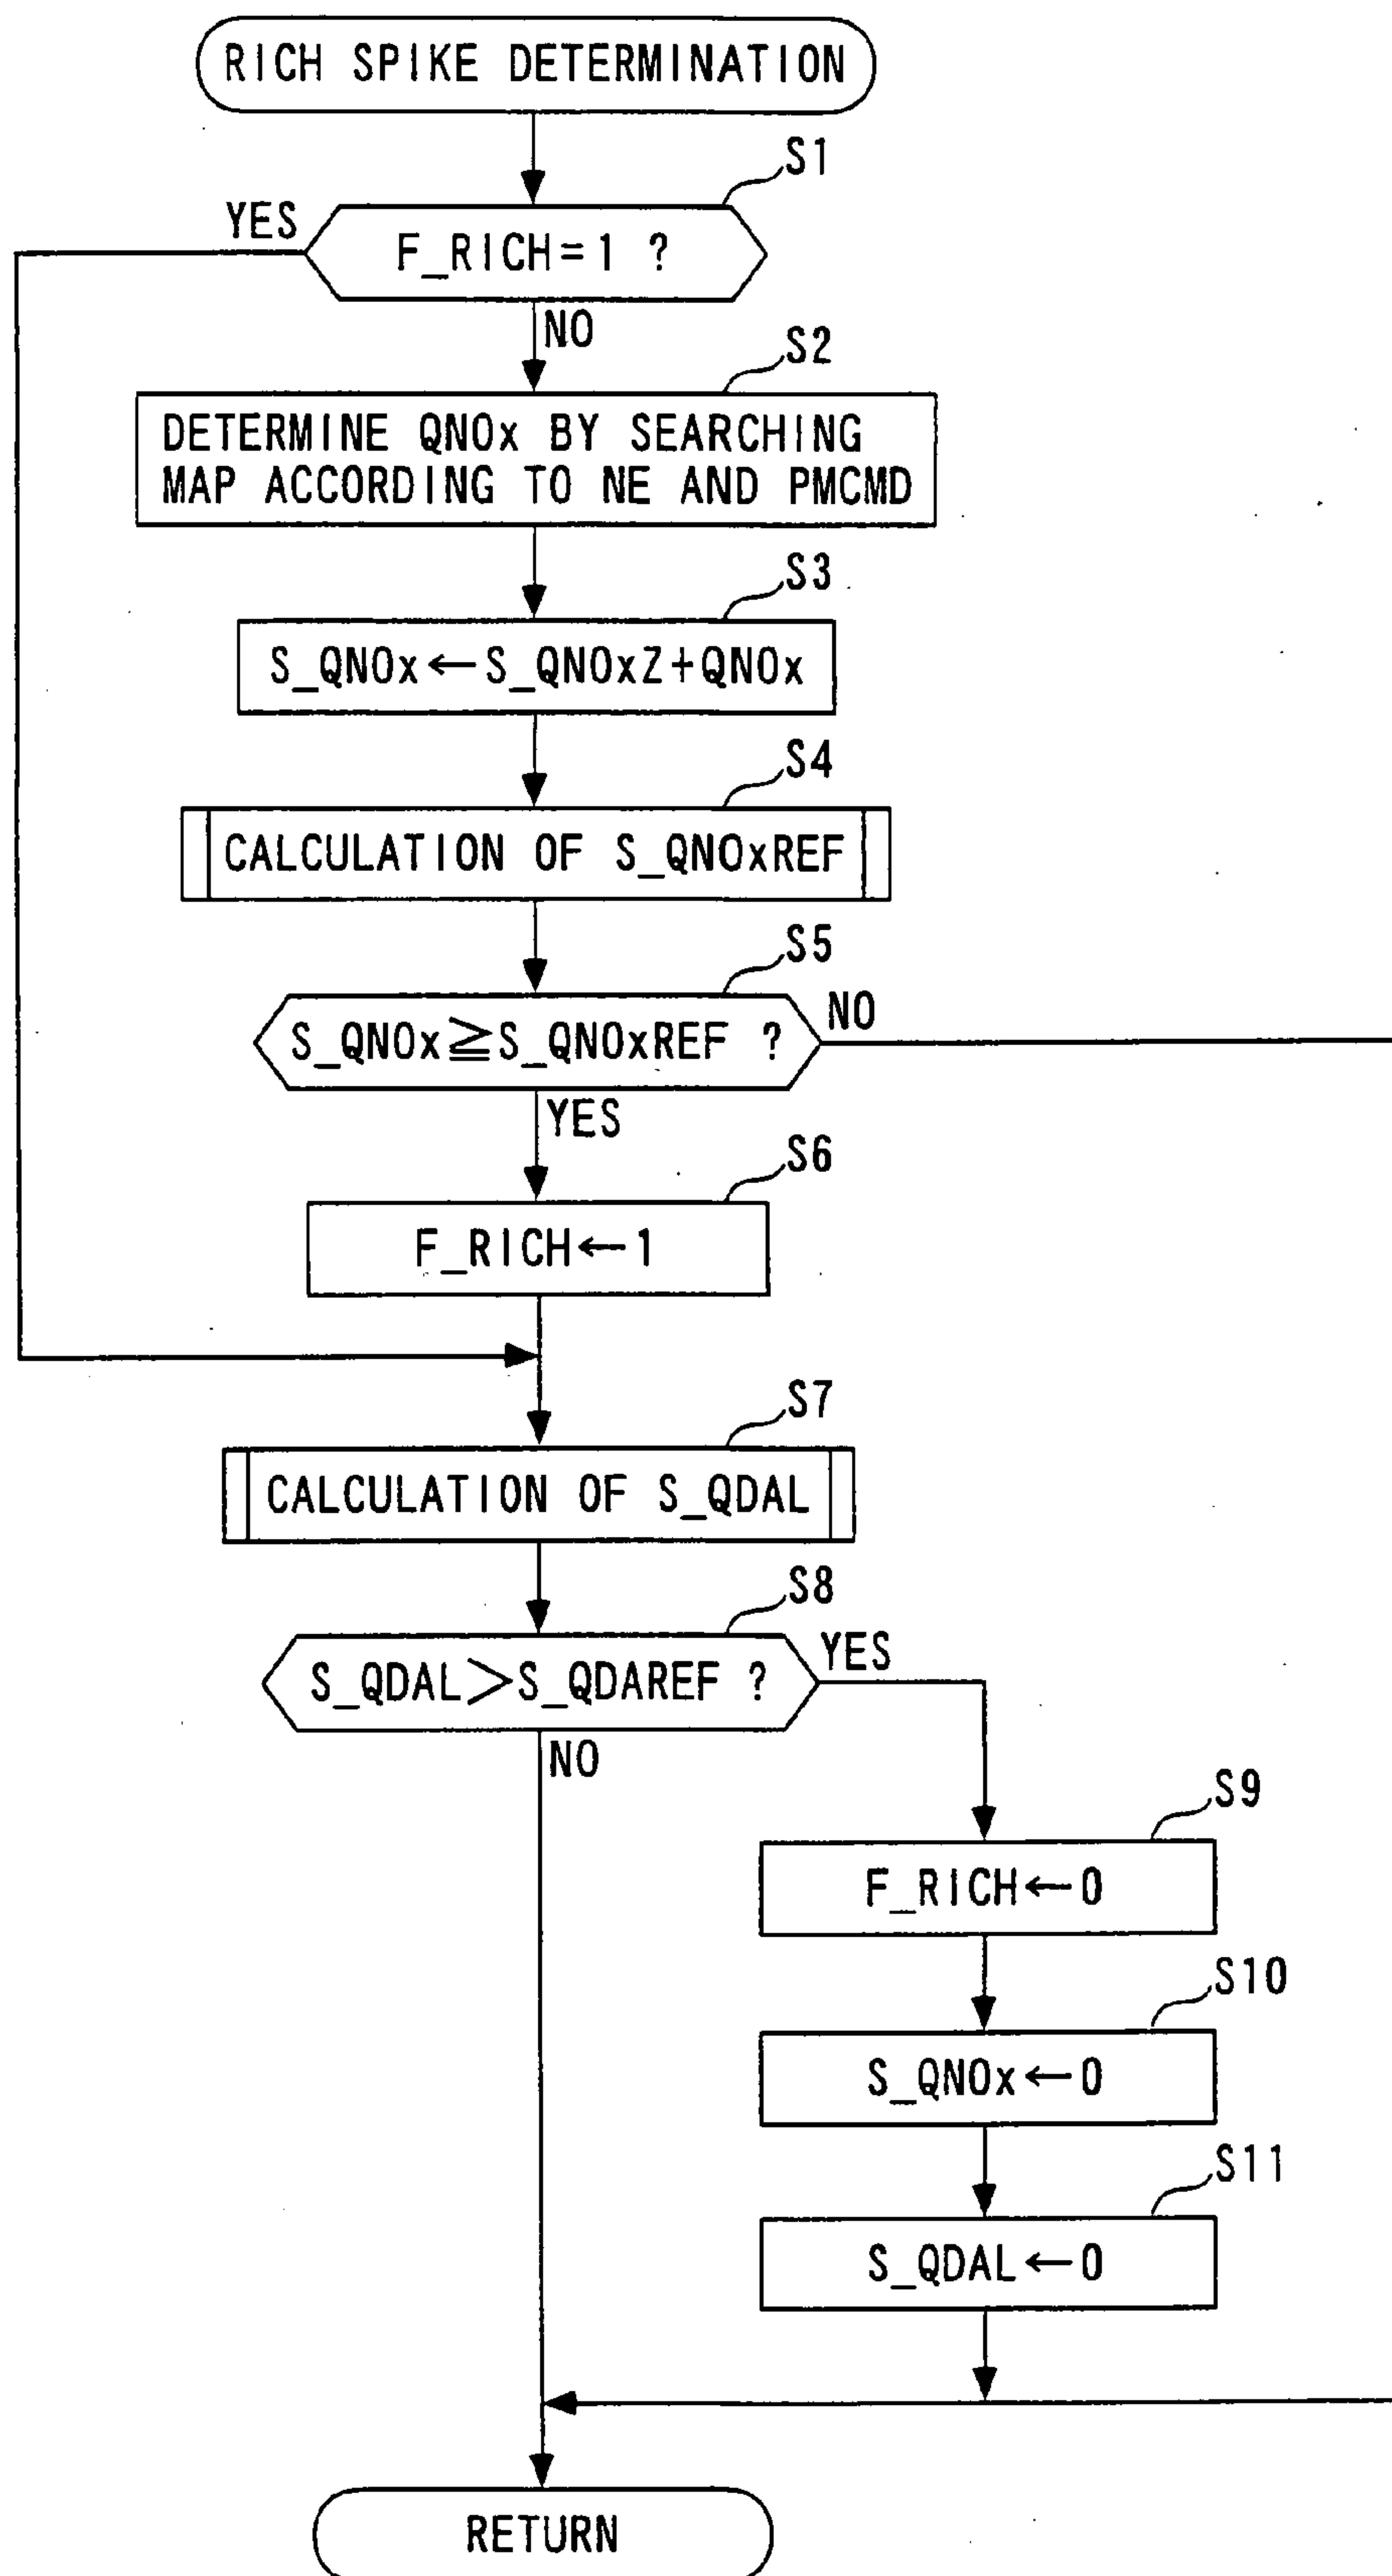 RICH SPIKE DETERMINATION
S1
YES
F_RICH=1 ?
NO
S2
DETERMINE QNOx BY SEARCHING
MAP ACCORDING TO NE AND PMCMD
S3
S_QNOx←S_QNOxZ+QNOx
S4
CALCULATION OF S_QNOxREF
S5
S_QNOx≧S_QNOxREF ?
NO
YES
S6
F_RICH←1
S7
CALCULATION OF S_QDAL
S8
S_QDAL>S_QDAREF ?
YES
NO
S9
F_RICH←0
S10
S_QNOx←0
S11
S_QDAL←0
RETURN